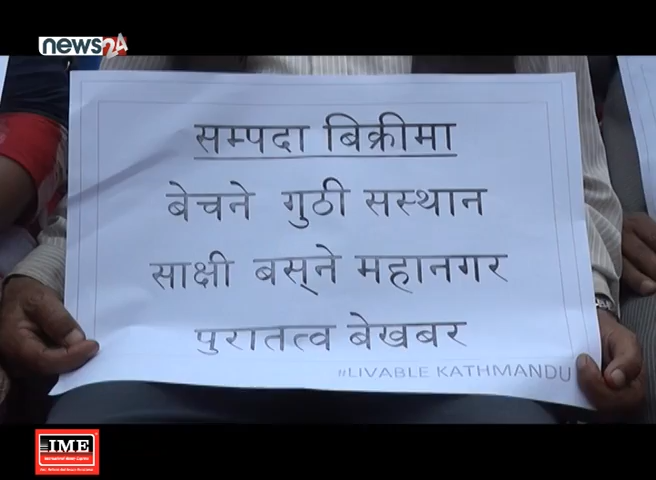 news24
सम्पदा बिक्रीमा
बेचने गुठी सस्थान
साक्षी बस्‌ने महानगर
पुरातत्व बेखबर
#LIVABLE KATHMANDU
IME